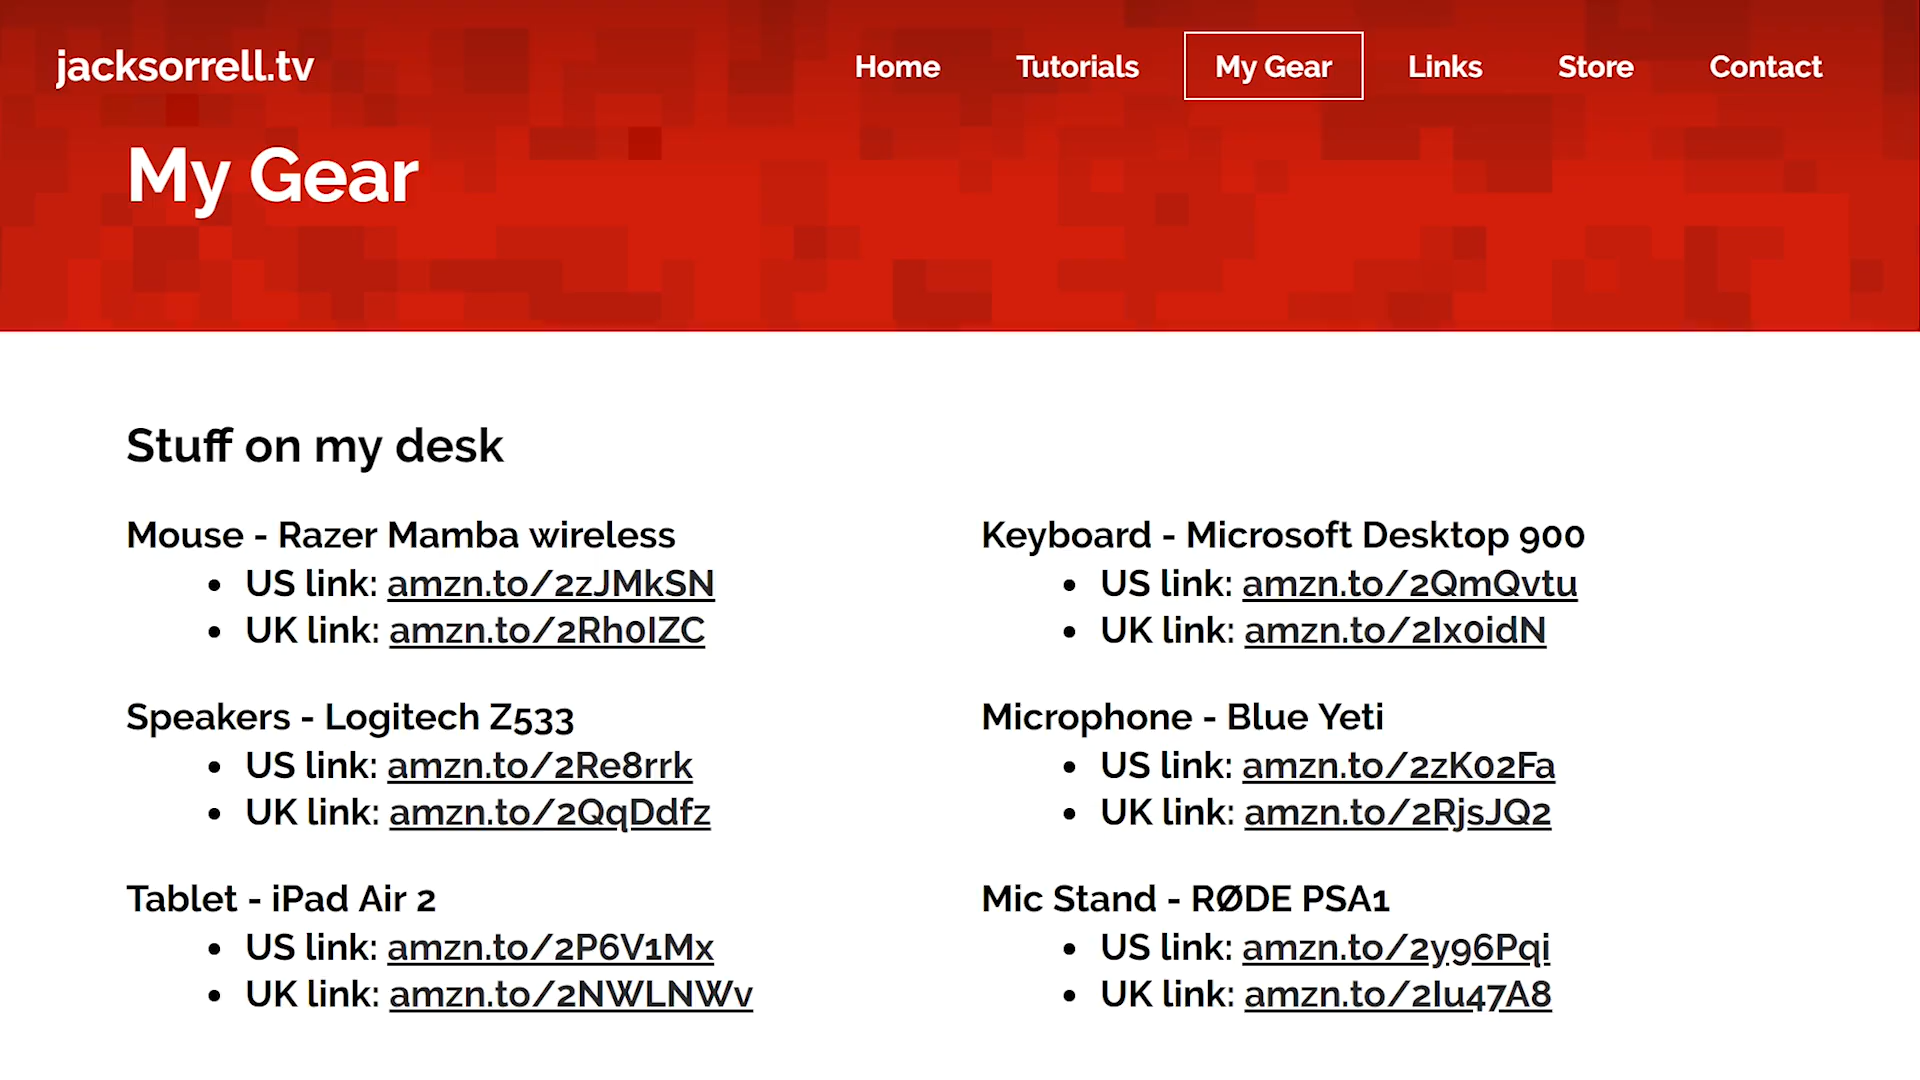 jacksorrell.tv
Home Tutorials My Gear Links Store Contact
My Gear
Stuff on my desk
Mouse - Razer Mamba wireless
• US link: amzn.to/2zJMkSN
• UK link: amzn.to/2Rh0IZC
Keyboard - Microsoft Desktop 900
• US link: amzn.to/2QmQvtu
• UK link: amzn.to/2Ix0idN
Speakers - Logitech Z533
• US link: amzn.to/2Re8rrk
• UK link: amzn.to/2QqDdfz
Microphone - Blue Yeti
• US link: amzn.to/2zK02Fa
• UK link: amzn.to/2RjsJQ2
Tablet - iPad Air 2
• US link: amzn.to/2P6V1Mx
• UK link: amzn.to/2NWLNWv
Mic Stand - RØDE PSA1
• US link: amzn.to/2y96Pqi
• UK link: amzn.to/2Iu47A8